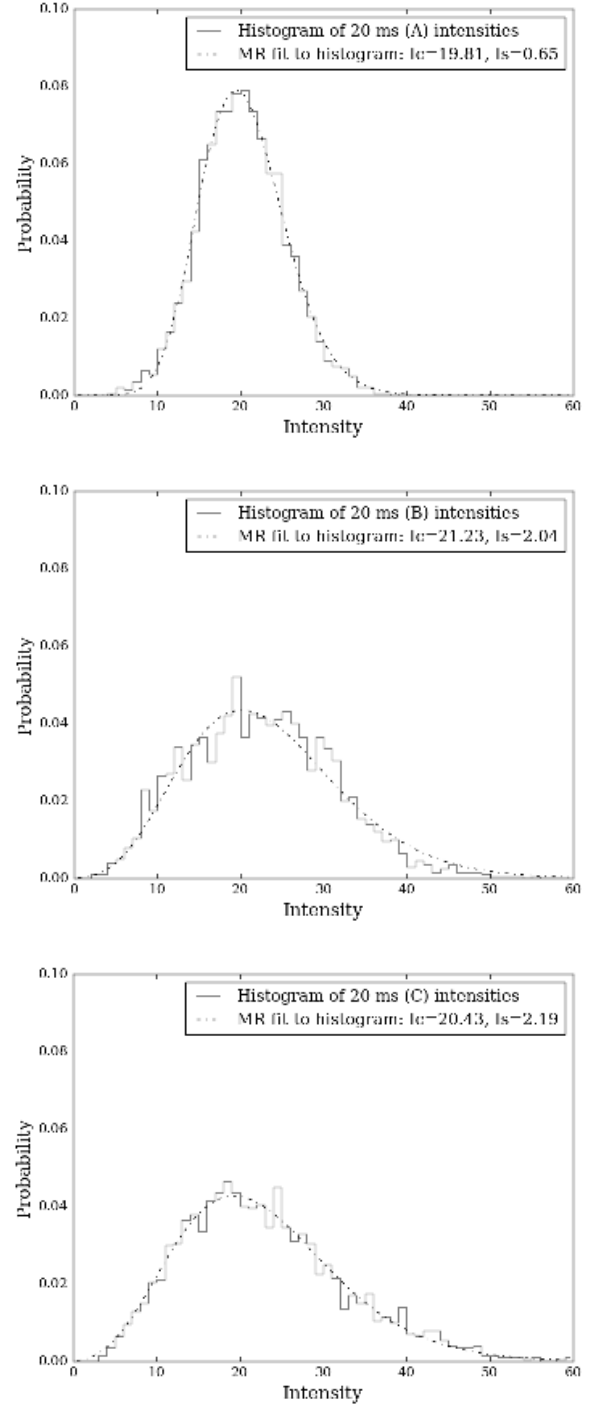 0.10
Histogram of 20 ms (A) intensities
MR fit to histogram: Ic=19.81, Is=0.65
0.08
0.06
0.04
0.02
0.00
Probability
0 10 20 30 40 50 60
Intensity
0.10
Histogram of 20 ms (B) intensities
MR fit to histogram: Ic=21.23, Is=2.04
0.08
0.06
0.04
0.02
0.00
Probability
0 10 20 30 40 50 60
Intensity
0.10
Histogram of 20 ms (C) intensities
MR fit to histogram: Ic=20.43, Is=2.19
0.08
0.06
0.04
0.02
0.00
Probability
0 10 20 30 40 50 60
Intensity